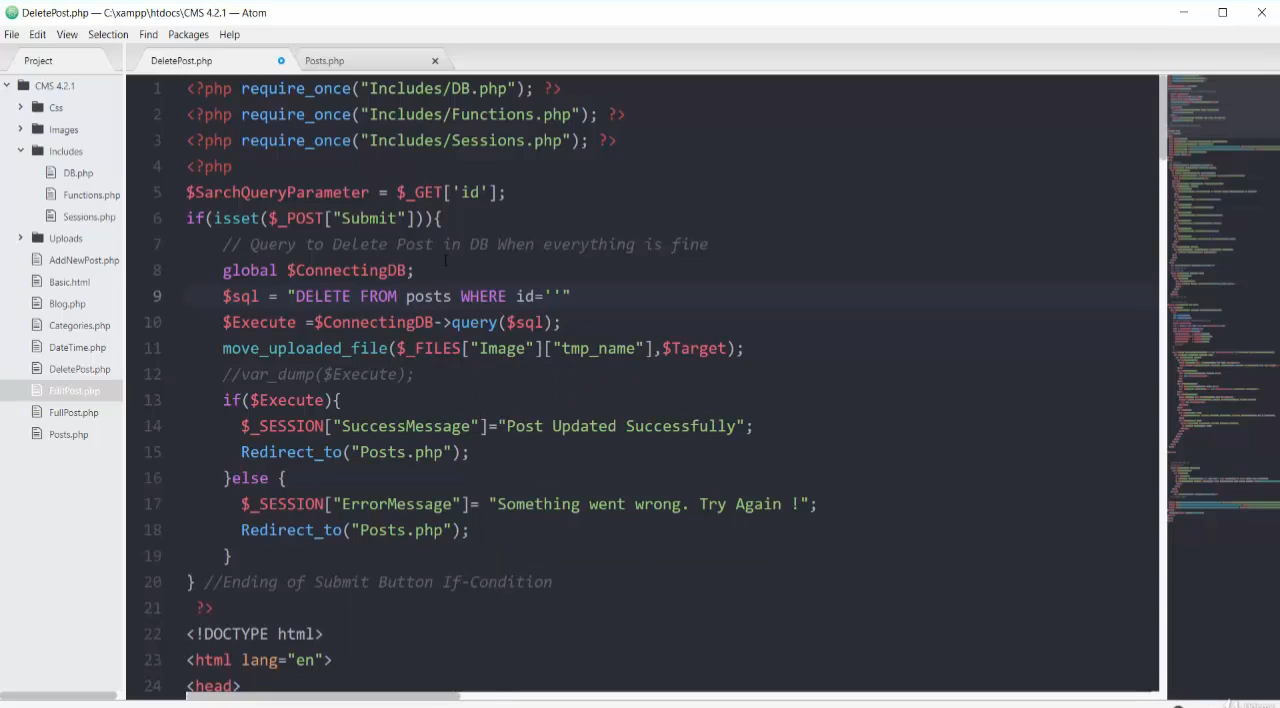 DeletePost.php — C:\xampp\htdocs\CMS 4.2.1 — Atom
File Edit View Selection Find Packages Help
Project
DeletePost.php
Posts.php
CMS 4.2.1
Css
Images
Includes
DB.php
Functions.php
Sessions.php
Uploads
AddNewPost.php
Basic.html
Blog.php
Categories.php
DateTime.php
DeletePost.php
EditPost.php
FullPost.php
Posts.php
1 <?php require_once("Includes/DB.php"); ?>
2 <?php require_once("Includes/Functions.php"); ?>
3 <?php require_once("Includes/Sessions.php"); ?>
4 <?php
5 $SarchQueryParameter = $_GET['id'];
6 if(isset($_POST["Submit"])){
7 // Query to Delete Post in DB When everything is fine
8 global $ConnectingDB;
9 $sql = "DELETE FROM posts WHERE id=''"
10 $Execute =$ConnectingDB->query($sql);
11 move_uploaded_file($_FILES["Image"]["tmp_name"],$Target);
12 //var_dump($Execute);
13 if($Execute){
14 $_SESSION["SuccessMessage"]="Post Updated Successfully";
15 Redirect_to("Posts.php");
16 }else {
17 $_SESSION["ErrorMessage"]= "Something went wrong. Try Again !";
18 Redirect_to("Posts.php");
19 }
20 } //Ending of Submit Button If-Condition
21 ?>
22 <!DOCTYPE html>
23 <html lang="en">
24 <head>